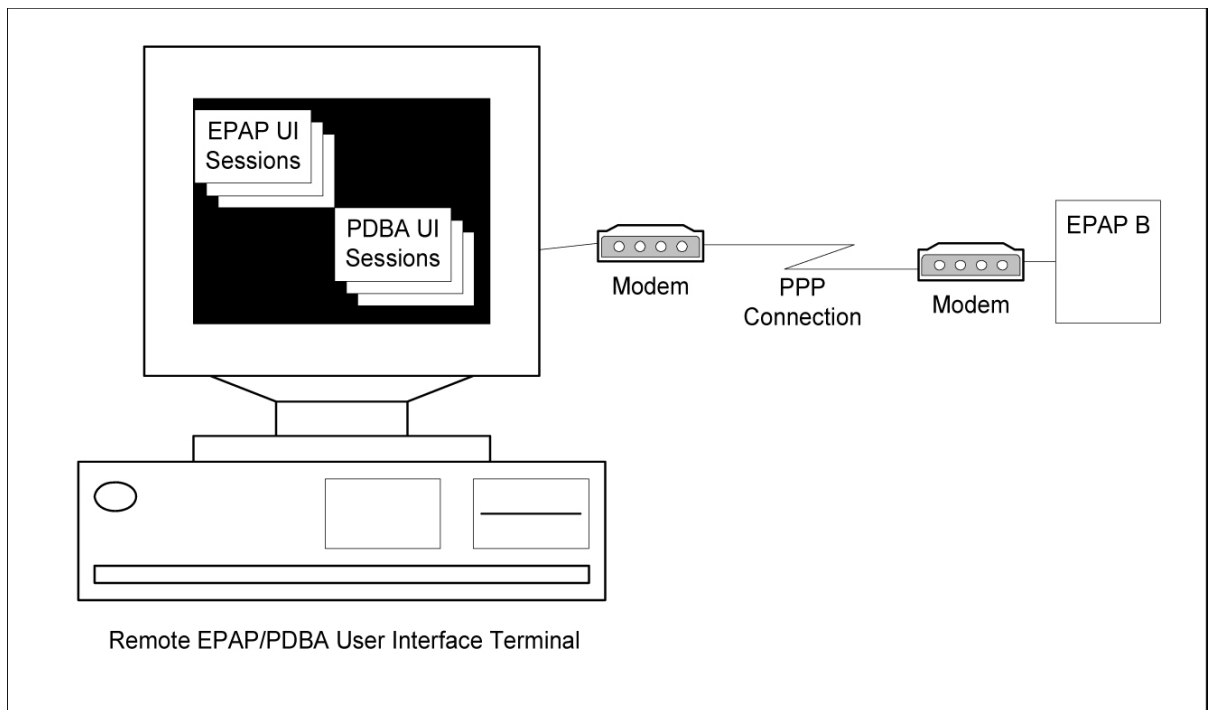 EPAP UI
Sessions
PDBA UI
Sessions
Modem
PPP
Connection
Modem
EPAP B
Remote EPAP/PDBA User Interface Terminal